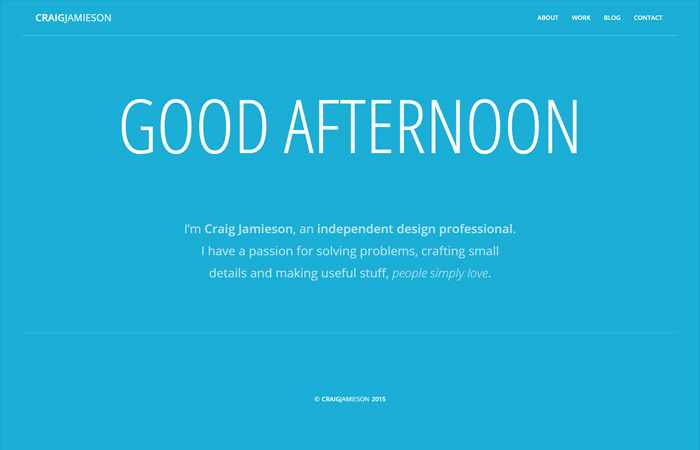 CRAIGJAMIESON
ABOUT WORK BLOG CONTACT
GOOD AFTERNOON
I'm Craig Jamieson, an independent design professional.
I have a passion for solving problems, crafting small
details and making useful stuff, people simply love.
© CRAIGJAMIESON 2015